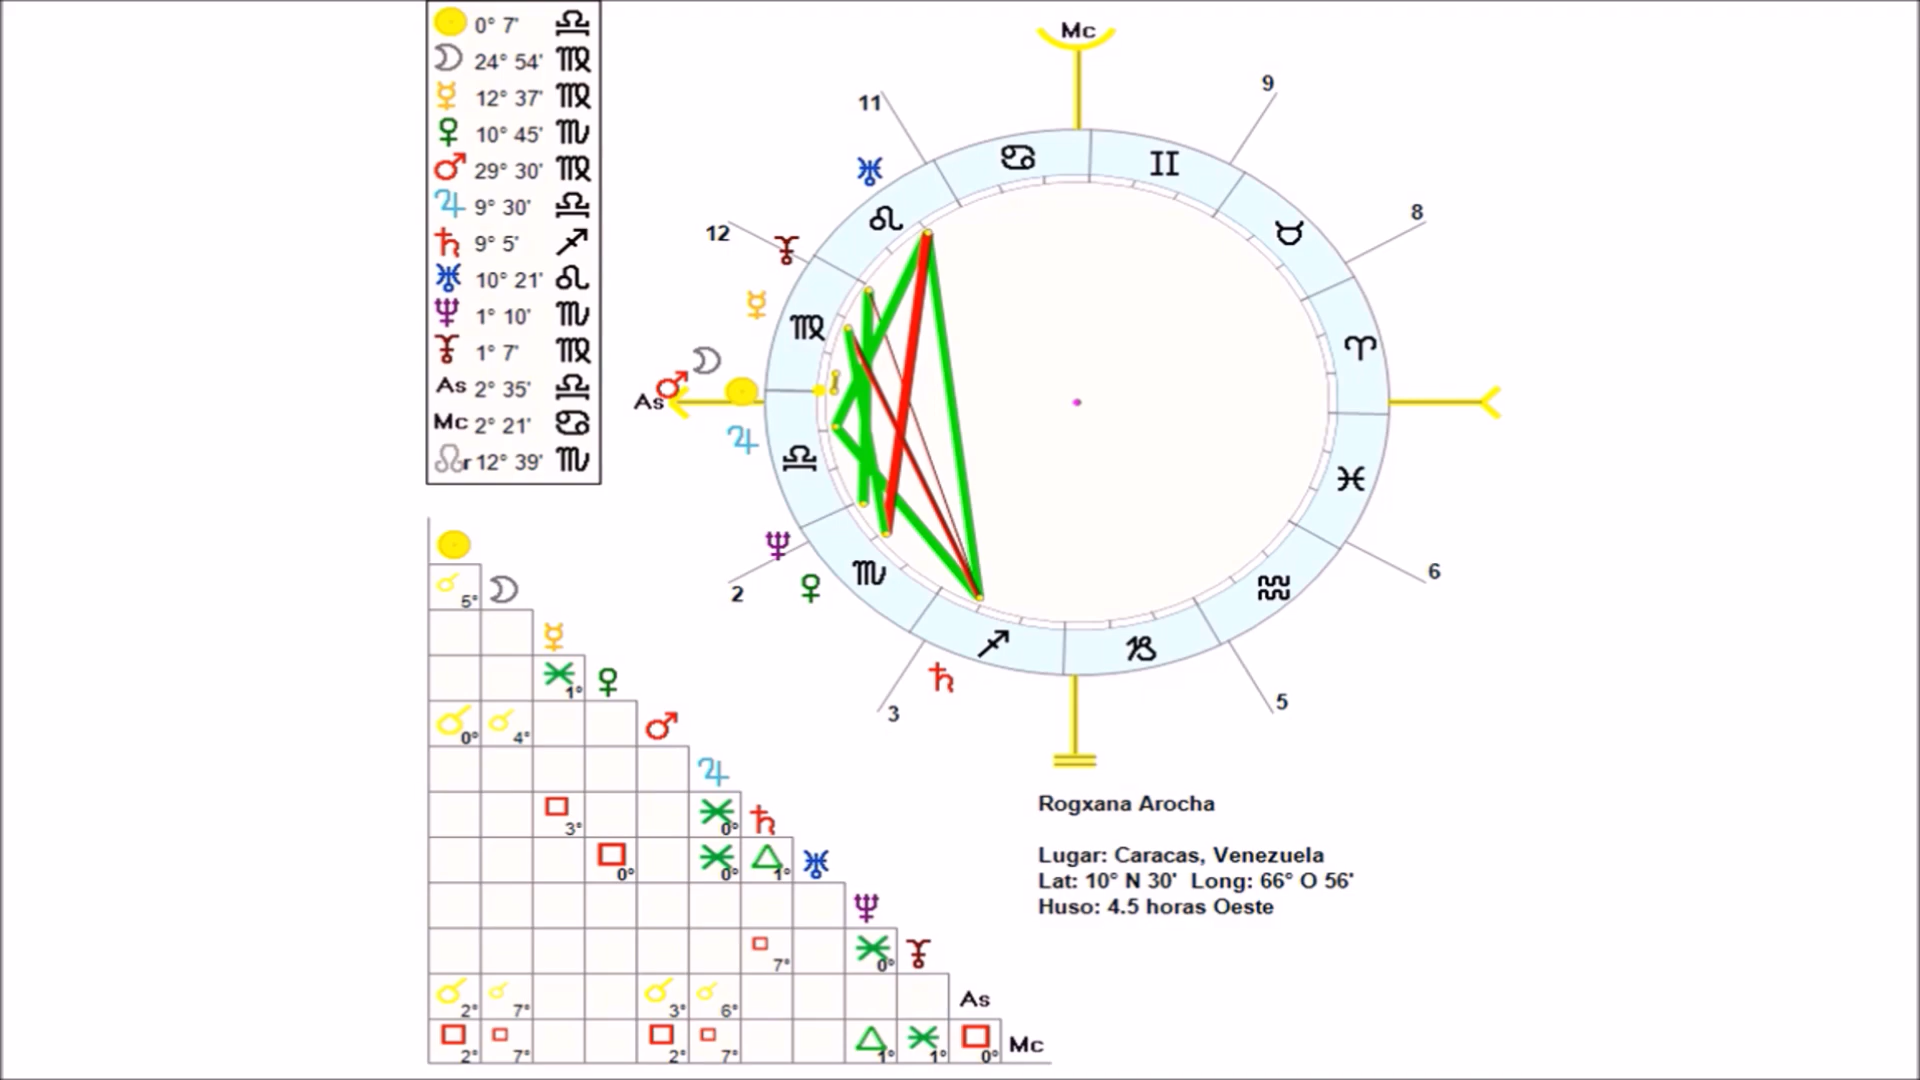 ☉ 0° 7' ♎
☽ 24° 54' ♍
☿ 12° 37' ♍
♀ 10° 45' ♏
♂ 29° 30' ♍
♃ 9° 30' ♎
♄ 9° 5' ♐
♅ 10° 21' ♌
♆ 1° 10' ♏
1° 7' ♍
As 2° 35' ♎
Mc 2° 21' ♋
☊r 12° 39' ♏
Mc
9
11
8
12
As
6
2
5
3
5°
1°
0° 4°
3° 0°
0° 0° 1°
7° 0°
2° 7° 3° 6° As
2° 7° 2° 7° 1° 1° 0° Mc
Rogxana Arocha
Lugar: Caracas, Venezuela
Lat: 10° N 30' Long: 66° O 56'
Huso: 4.5 horas Oeste